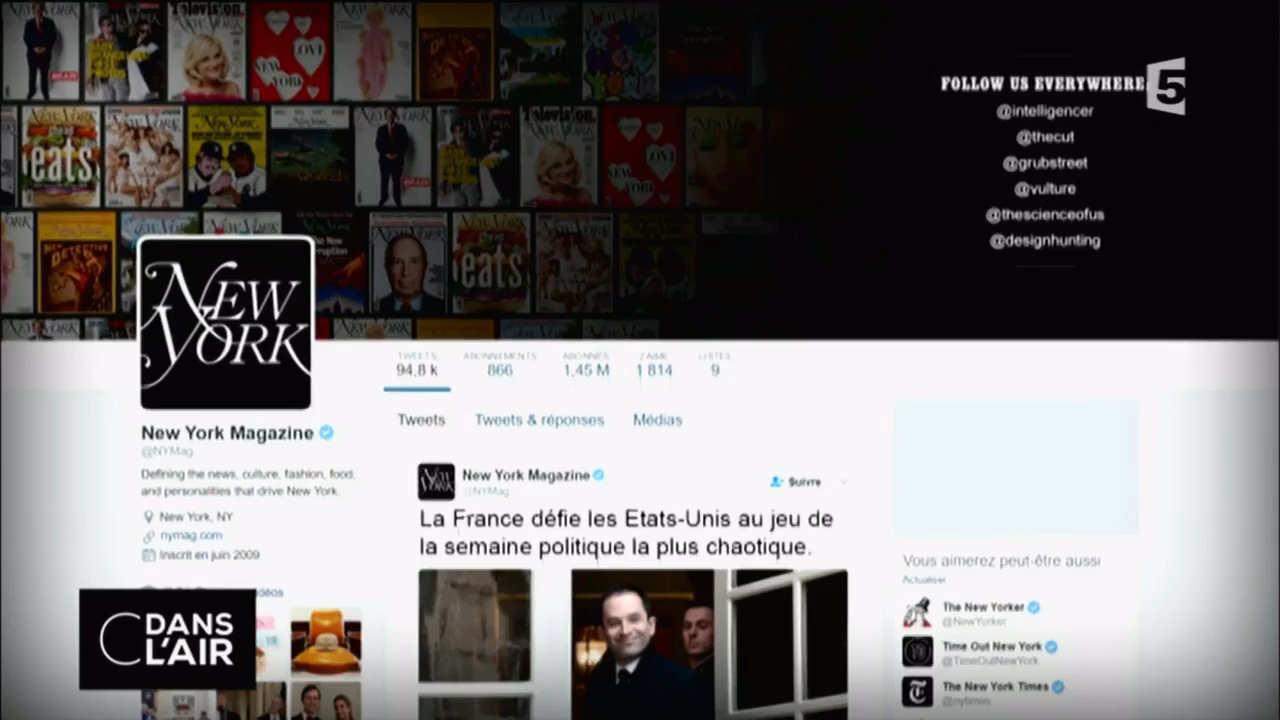 FOLLOW US EVERYWHERE
5
@intelligencer
@thecut
@grubstreet
@vulture
@thescienceofus
@designhunting
eats
eats
NEW YORK
TWEETS
94,8 k
ABONNEMENTS
866
ABONNÉS
1,45 M
J'AIME
1 814
LISTES
9
Tweets
Tweets & réponses
Médias
New York Magazine
@NYMag
Defining the news, culture, fashion, food,
and personalities that drive New York.
New York, NY
nymag.com
Inscrit en juin 2009
New York Magazine
@NYMag
Suivre
La France défie les Etats-Unis au jeu de
la semaine politique la plus chaotique.
Vous aimerez peut-être aussi
Actualiser
The New Yorker
@NewYorker
Time Out New York
@TimeOutNewYork
The New York Times
@nytimes
C DANS
L'AIR